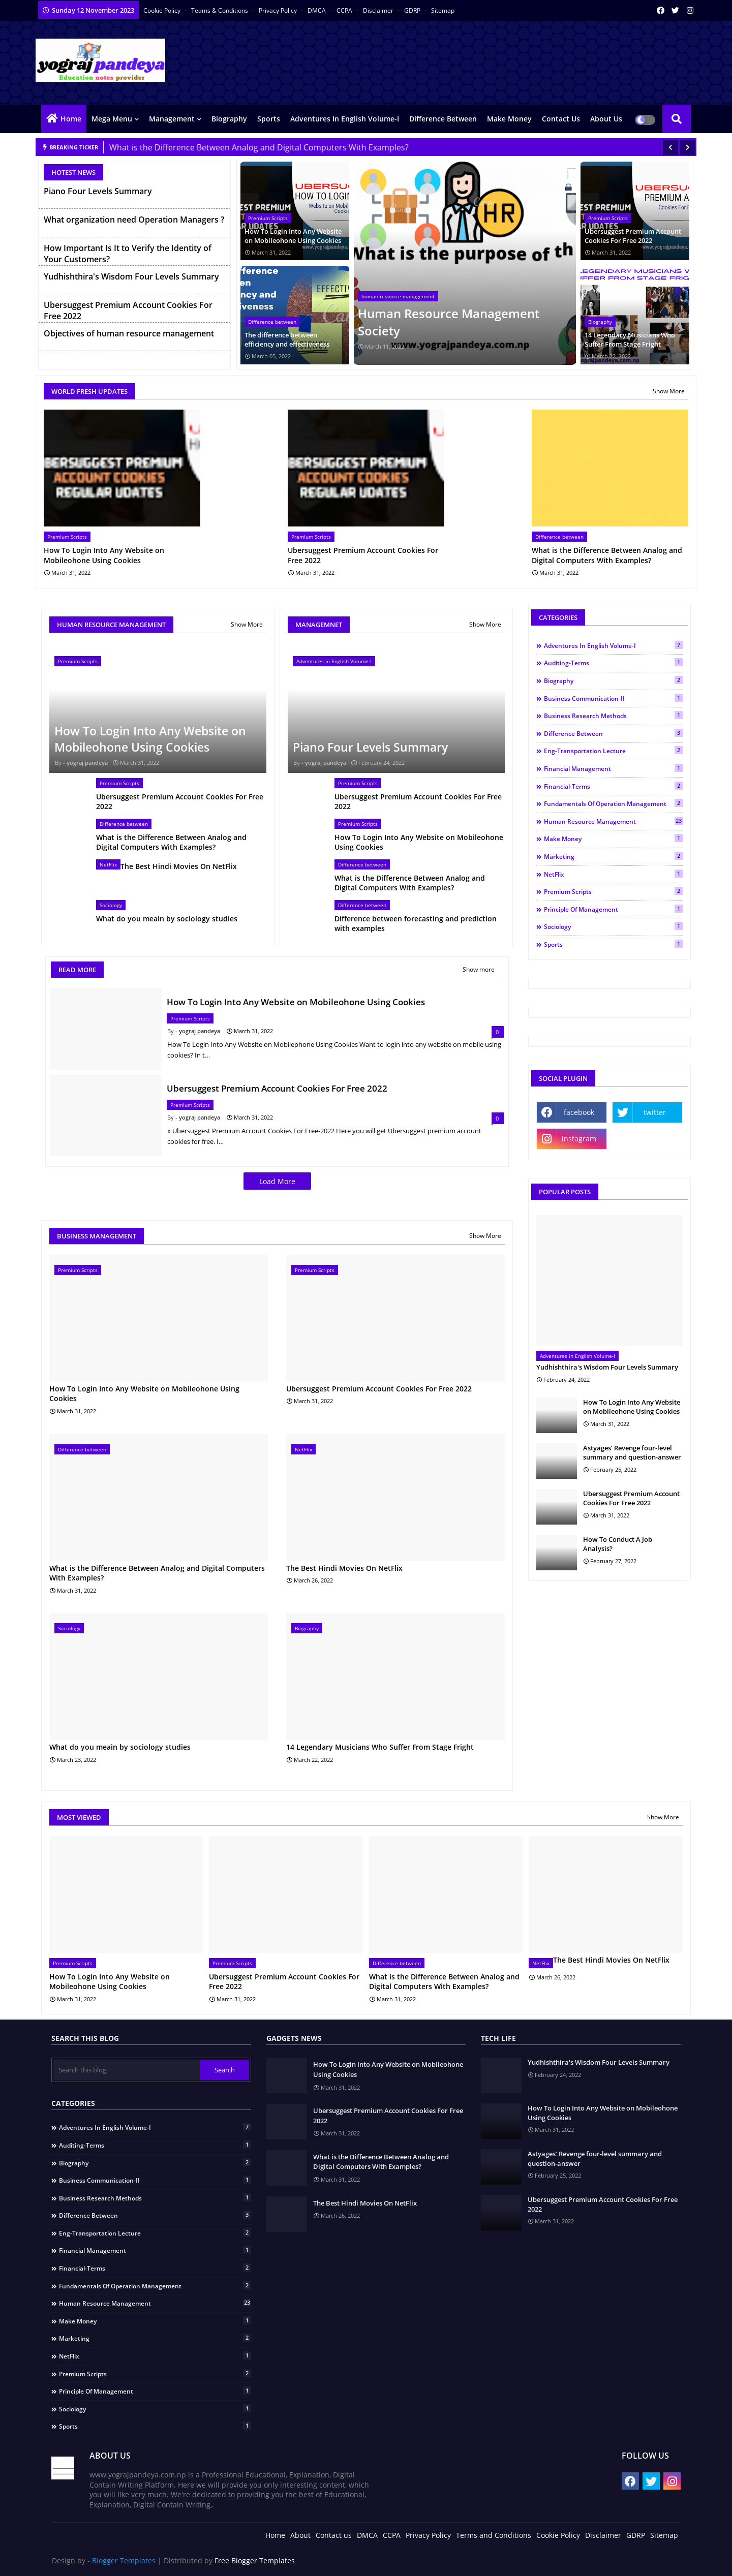 Sunday 12 November 2023
Cookie Policy - Teams & Conditions - Privacy Policy - DMCA - CCPA - Disclaimer - GDRP - Sitemap
yograj pandeya
Education notes provider
Home
Mega Menu
Management
Biography
Sports
Adventures In English Volume-I
Difference Between
Make Money
Contact Us
About Us
BREAKING TICKER
What is the Difference Between Analog and Digital Computers With Examples?
HOTEST NEWS
Piano Four Levels Summary
What organization need Operation Managers ?
How Important Is It to Verify the Identity of
Your Customers?
Yudhishthira's Wisdom Four Levels Summary
Ubersuggest Premium Account Cookies For
Free 2022
Objectives of human resource management
Premium Scripts
How To Login Into Any Website
on Mobileohone Using Cookies
March 31, 2022
Difference between
The difference between
efficiency and effectiveness
March 05, 2022
HR
what is the purpose of th
human resource management
Human Resource Management
Society
March 11, 2022
www.yograjpandeya.com.np
Premium Scripts
Ubersuggest Premium Account
Cookies For Free 2022
March 31, 2022
Biography
14 Legendary Musicians Who
Suffer From Stage Fright
March 22, 2022
WORLD FRESH UPDATES
Show More
UBERSUGGEST PREMIUM
ACCOUNT COOKIES
REGULAR UPDATES
Premium Scripts
How To Login Into Any Website on
Mobileohone Using Cookies
March 31, 2022
UBERSUGGEST PREMIUM
ACCOUNT COOKIES
REGULAR UPDATES
Premium Scripts
Ubersuggest Premium Account Cookies For
Free 2022
March 31, 2022
Difference between
What is the Difference Between Analog and
Digital Computers With Examples?
March 31, 2022
HUMAN RESOURCE MANAGEMENT
Show More
Premium Scripts
How To Login Into Any Website on
Mobileohone Using Cookies
By - yograj pandeya March 31, 2022
Premium Scripts
Ubersuggest Premium Account Cookies For Free
2022
Difference between
What is the Difference Between Analog and
Digital Computers With Examples?
NetFlix
The Best Hindi Movies On NetFlix
Sociology
What do you meain by sociology studies
MANAGEMNET
Show More
Adventures in English Volume-I
Piano Four Levels Summary
By - yograj pandeya February 24, 2022
Premium Scripts
Ubersuggest Premium Account Cookies For Free
2022
Premium Scripts
How To Login Into Any Website on Mobileohone
Using Cookies
Difference between
What is the Difference Between Analog and
Digital Computers With Examples?
Difference between
Difference between forecasting and prediction
with examples
CATEGORIES
Adventures In English Volume-I 7
Auditing-Terms 1
Biography 2
Business Communication-II 1
Business Research Methods 1
Difference Between 3
Eng-Transportation Lecture 2
Financial Management 1
Financial-Terms 2
Fundamentals Of Operation Management 2
Human Resource Management 23
Make Money 1
Marketing 2
NetFlix 1
Premium Scripts 2
Principle Of Management 1
Sociology 1
Sports 1
READ MORE
Show more
How To Login Into Any Website on Mobileohone Using Cookies
Premium Scripts
By - yograj pandeya March 31, 2022
0
How To Login Into Any Website on Mobilephone Using Cookies Want to login into any website on mobile using
cookies? In t…
Ubersuggest Premium Account Cookies For Free 2022
Premium Scripts
By - yograj pandeya March 31, 2022
0
x Ubersuggest Premium Account Cookies For Free-2022 Here you will get Ubersuggest premium account
cookies for free. I…
Load More
SOCIAL PLUGIN
facebook
twitter
instagram
POPULAR POSTS
Adventures in English Volume-I
Yudhishthira's Wisdom Four Levels Summary
February 24, 2022
How To Login Into Any Website
on Mobileohone Using Cookies
March 31, 2022
Astyages' Revenge four-level
summary and question-answer
February 25, 2022
Ubersuggest Premium Account
Cookies For Free 2022
March 31, 2022
How To Conduct A Job
Analysis?
February 27, 2022
BUSINESS MANAGEMENT
Show More
Premium Scripts
How To Login Into Any Website on Mobileohone Using
Cookies
March 31, 2022
Premium Scripts
Ubersuggest Premium Account Cookies For Free 2022
March 31, 2022
Difference between
What is the Difference Between Analog and Digital Computers
With Examples?
March 31, 2022
NetFlix
The Best Hindi Movies On NetFlix
March 26, 2022
Sociology
What do you meain by sociology studies
March 23, 2022
Biography
14 Legendary Musicians Who Suffer From Stage Fright
March 22, 2022
MOST VIEWED
Show More
Premium Scripts
How To Login Into Any Website on
Mobileohone Using Cookies
March 31, 2022
Premium Scripts
Ubersuggest Premium Account Cookies For
Free 2022
March 31, 2022
Difference between
What is the Difference Between Analog and
Digital Computers With Examples?
March 31, 2022
NetFlix
The Best Hindi Movies On NetFlix
March 26, 2022
SEARCH THIS BLOG
Search this blog
Search
CATEGORIES
Adventures In English Volume-I 7
Auditing-Terms 1
Biography 2
Business Communication-II 1
Business Research Methods 1
Difference Between 3
Eng-Transportation Lecture 2
Financial Management 1
Financial-Terms 2
Fundamentals Of Operation Management 2
Human Resource Management 23
Make Money 1
Marketing 2
NetFlix 1
Premium Scripts 2
Principle Of Management 1
Sociology 1
Sports 1
GADGETS NEWS
How To Login Into Any Website on Mobileohone
Using Cookies
March 31, 2022
Ubersuggest Premium Account Cookies For Free
2022
March 31, 2022
What is the Difference Between Analog and
Digital Computers With Examples?
March 31, 2022
The Best Hindi Movies On NetFlix
March 26, 2022
TECH LIFE
Yudhishthira's Wisdom Four Levels Summary
February 24, 2022
How To Login Into Any Website on Mobileohone
Using Cookies
March 31, 2022
Astyages' Revenge four-level summary and
question-answer
February 25, 2022
Ubersuggest Premium Account Cookies For Free
2022
March 31, 2022
ABOUT US
www.yograjpandeya.com.np is a Professional Educational, Explanation, Digital
Contain Writing Platform. Here we will provide you only interesting content, which
you will like very much. We're dedicated to providing you the best of Educational,
Explanation, Digital Contain Writing,.
FOLLOW US
Home About Contact us DMCA CCPA Privacy Policy Terms and Conditions Cookie Policy Disclaimer GDRP Sitemap
Design by - Blogger Templates | Distributed by Free Blogger Templates